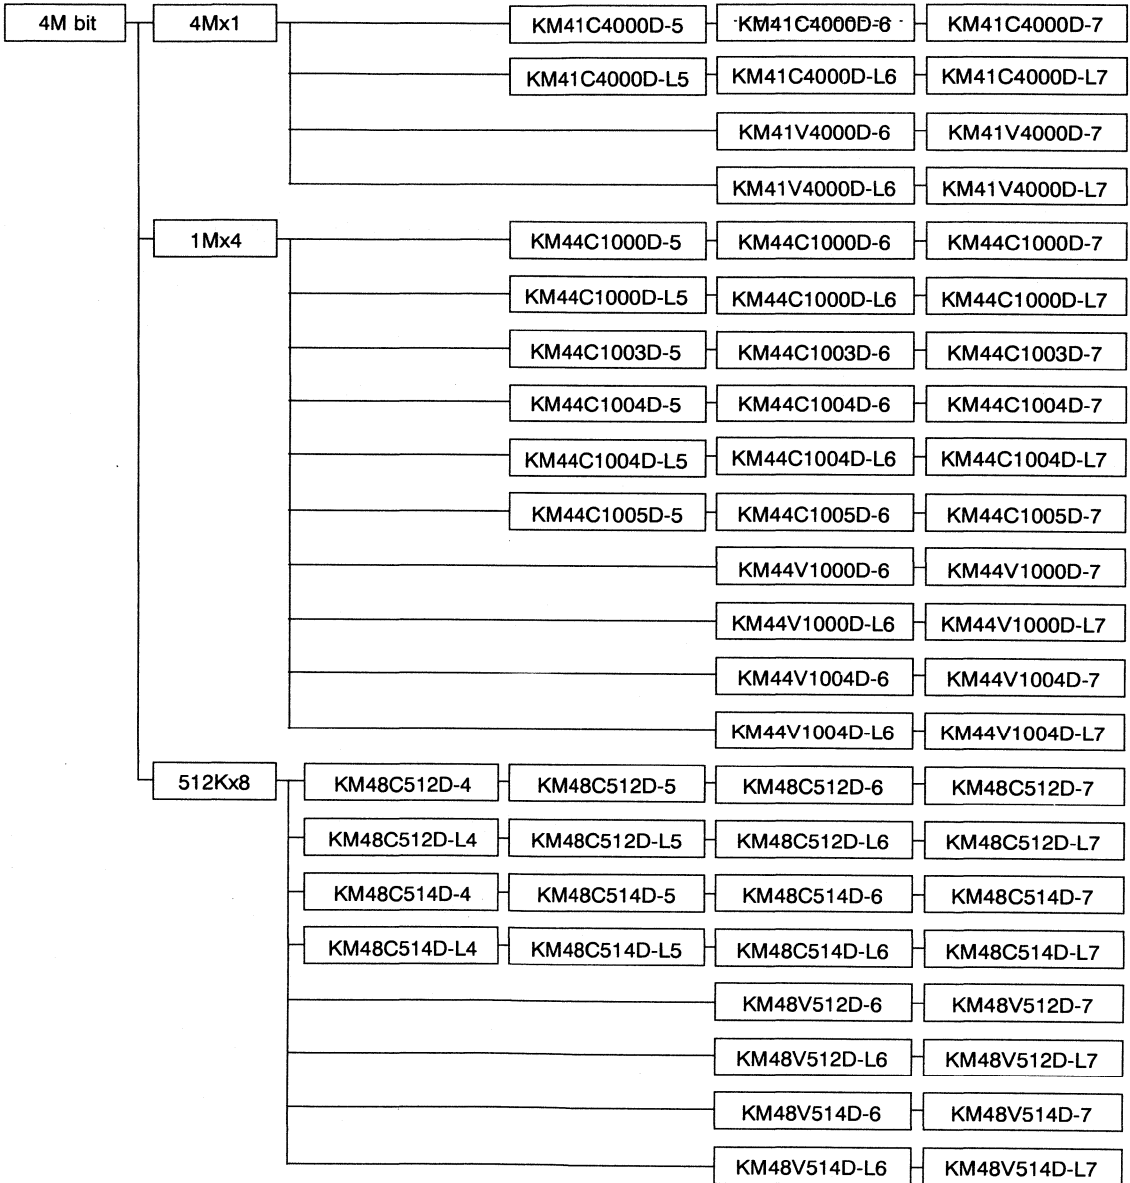 4M bit 4Mx1 KM41C4000D-5 KM41C4000D-6 KM41C4000D-7
KM41C4000D-L5 KM41C4000D-L6 KM41C4000D-L7
KM41V4000D-6 KM41V4000D-7
KM41V4000D-L6 KM41V4000D-L7
1Mx4 KM44C1000D-5 KM44C1000D-6 KM44C1000D-7
KM44C1000D-L5 KM44C1000D-L6 KM44C1000D-L7
KM44C1003D-5 KM44C1003D-6 KM44C1003D-7
KM44C1004D-5 KM44C1004D-6 KM44C1004D-7
KM44C1004D-L5 KM44C1004D-L6 KM44C1004D-L7
KM44C1005D-5 KM44C1005D-6 KM44C1005D-7
KM44V1000D-6 KM44V1000D-7
KM44V1000D-L6 KM44V1000D-L7
KM44V1004D-6 KM44V1004D-7
KM44V1004D-L6 KM44V1004D-L7
512Kx8 KM48C512D-4 KM48C512D-5 KM48C512D-6 KM48C512D-7
KM48C512D-L4 KM48C512D-L5 KM48C512D-L6 KM48C512D-L7
KM48C514D-4 KM48C514D-5 KM48C514D-6 KM48C514D-7
KM48C514D-L4 KM48C514D-L5 KM48C514D-L6 KM48C514D-L7
KM48V512D-6 KM48V512D-7
KM48V512D-L6 KM48V512D-L7
KM48V514D-6 KM48V514D-7
KM48V514D-L6 KM48V514D-L7